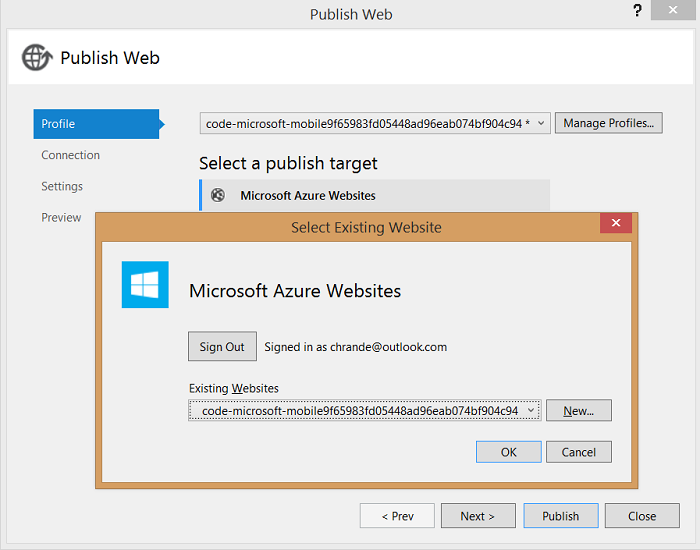 Publish Web
?
Publish Web
Profile
Connection
Settings
Preview
code-microsoft-mobile9f65983fd05448ad96eab074bf904c94 *
Manage Profiles...
Select a publish target
Microsoft Azure Websites
Select Existing Website
Microsoft Azure Websites
Sign Out
Signed in as chrande@outlook.com
Existing Websites
code-microsoft-mobile9f65983fd05448ad96eab074bf904c94
New...
OK
Cancel
< Prev
Next >
Publish
Close